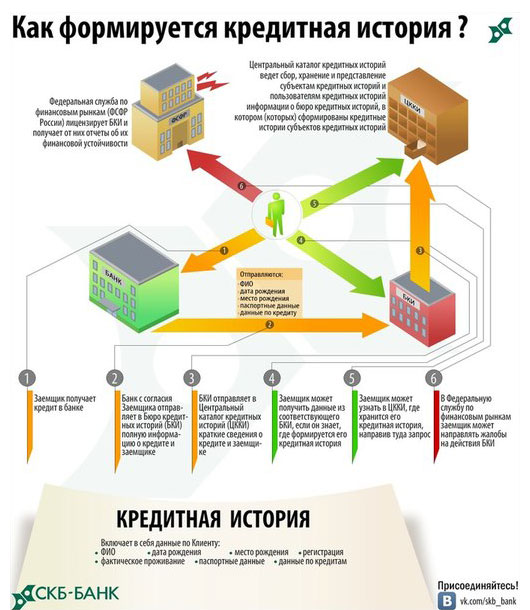 Как формируется кредитная история ?
Центральный каталог кредитных историй
ведет сбор, хранение и представление
субъектам кредитных историй и
пользователям кредитных историй
информации о бюро кредитных историй, в
котором (которых) сформированы кредитные
истории субъектов кредитных историй
Федеральная служба по
финансовым рынкам (ФСФР
России) лицензирует БКИ и
получает от них отчеты об их
финансовой устойчивости
ФСФР
ЦККИ
6
5
1
4
3
БАНК
Отправляются:
· ФИО
· дата рождения
· место рождения
· паспортные данные
· данные по кредиту
2
БКИ
1
Заемщик получает
кредит в банке
2
Банк с согласия
Заемщика отправ-
ляет в Бюро кредит-
ных историй (БКИ)
полную информа-
цию о кредите и
заемщике
3
БКИ отправляет в
Центральный
каталог кредитных
историй (ЦККИ)
краткие сведения о
кредите и заемщи-
ке
4
Заемщик может
получить данные из
соответствующего
БКИ, если он знает,
где формируется его
кредитная история
5
Заемщик может
узнать в ЦККИ, где
хранится его
кредитная история,
направив туда запрос
6
В Федеральную
службу по
финансовым рынкам
заемщик может
направлять жалобы
на действия БКИ
КРЕДИТНАЯ ИСТОРИЯ
Включает в себя данные по Клиенту:
• ФИО • дата рождения • место рождения • регистрация
• фактическое проживание • паспортные данные • данные по кредитам
СКБ-БАНК
Присоединяйтесь!
B vk.com/skb_bank